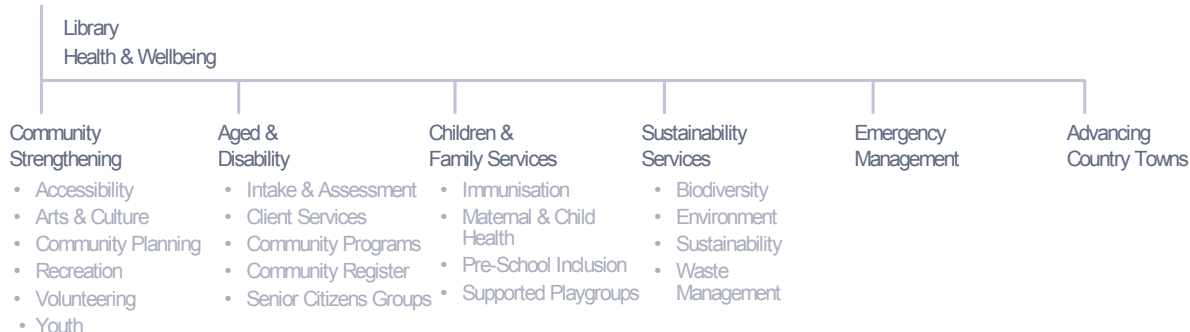 Library
Health & Wellbeing
Community
Strengthening
• Accessibility
• Arts & Culture
• Community Planning
• Recreation
• Volunteering
• Youth
Aged &
Disability
• Intake & Assessment
• Client Services
• Community Programs
• Community Register
• Senior Citizens Groups
Children &
Family Services
• Immunisation
• Maternal & Child
Health
• Pre-School Inclusion
• Supported Playgroups
Sustainability
Services
• Biodiversity
• Environment
• Sustainability
• Waste
Management
Emergency
Management
Advancing
Country Towns